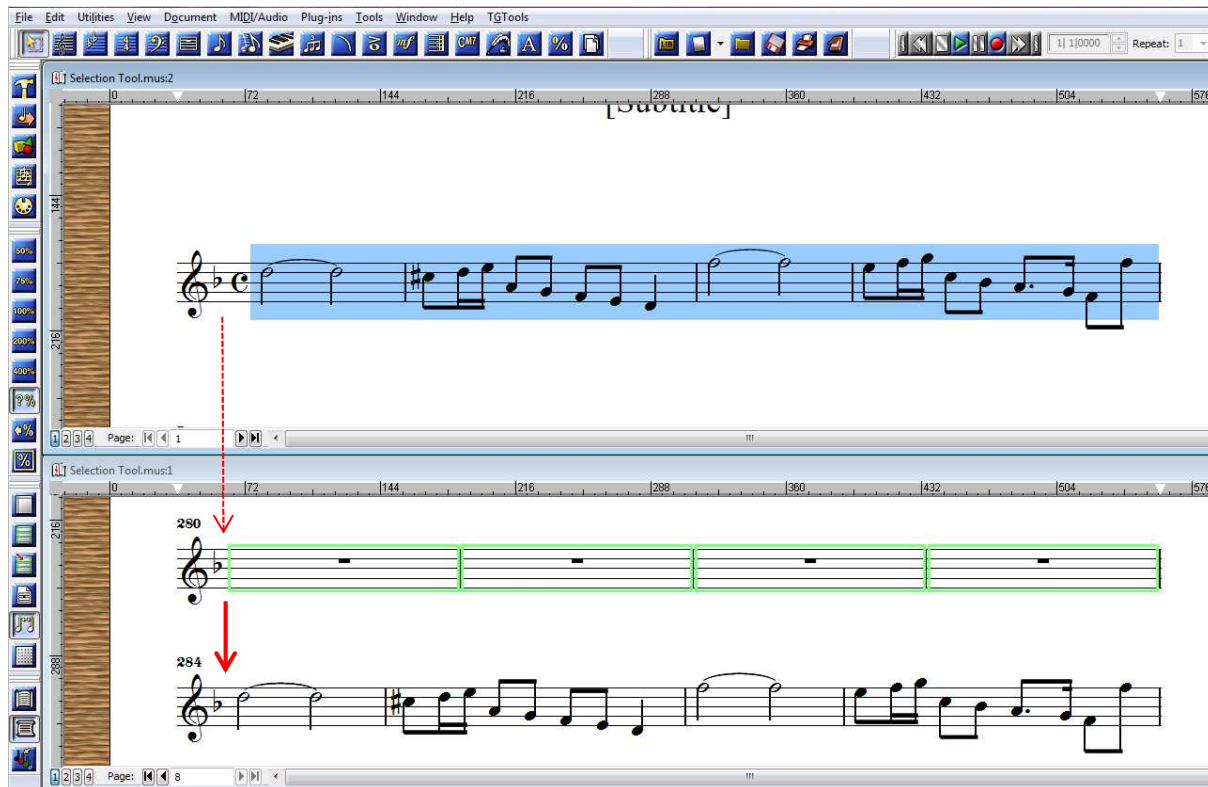 File Edit Utilities View Document MIDI/Audio Plug-ins Tools Window Help TGTools
mf CM7 A % LIB 1| 1|0000 Repeat: 1
Selection Tool.mus:2
0 72 144 216 288 360 432 504 576
[Subtitle]
144
50%
75%
100%
200%
216
400%
?%
%
1 2 3 4 Page: 1
%
Selection Tool.mus:1
0 72 144 216 288 360 432 504 576
216
280
288
284
1 2 3 4 Page: 8